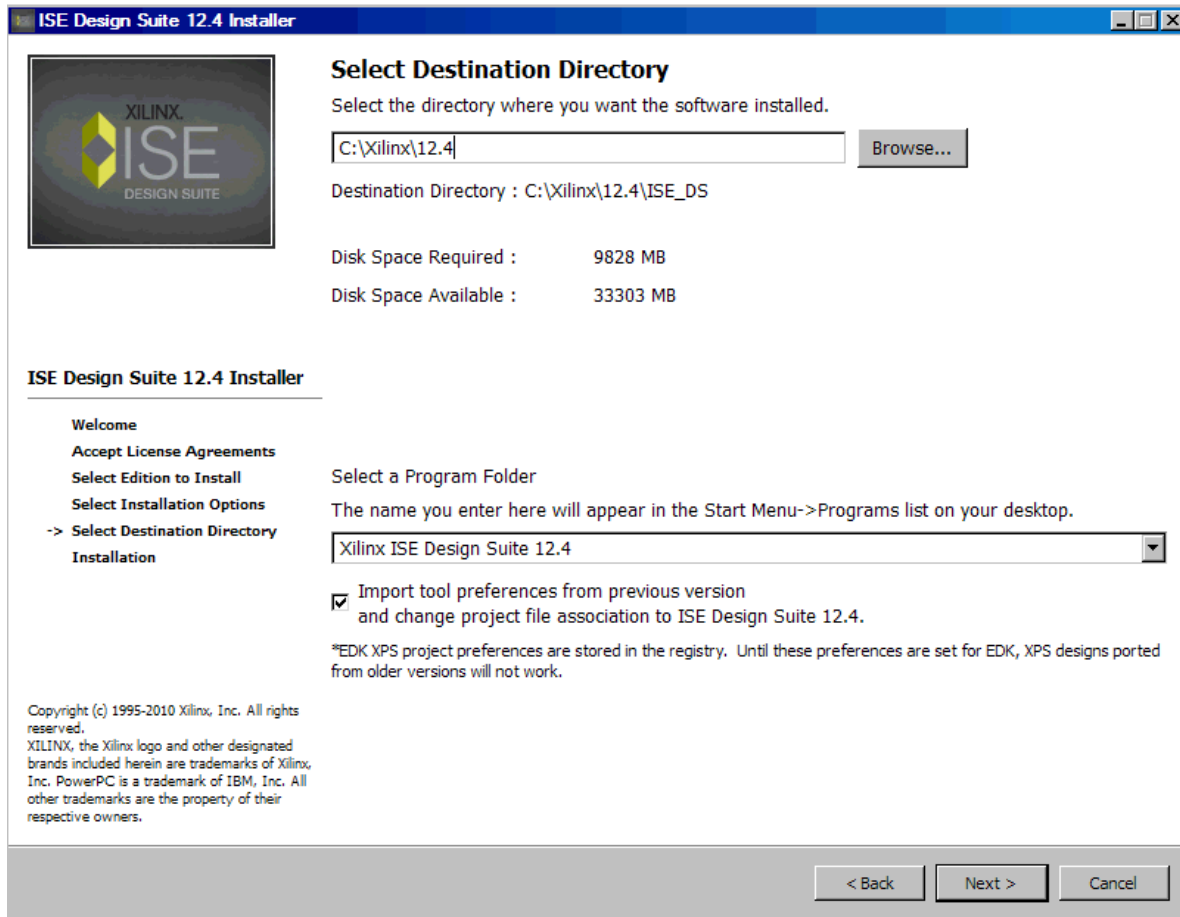 ISE Design Suite 12.4 Installer
XILINX.
ISE
DESIGN SUITE
Select Destination Directory
Select the directory where you want the software installed.
C:\Xilinx\12.4
Browse...
Destination Directory : C:\Xilinx\12.4\ISE_DS
Disk Space Required : 9828 MB
Disk Space Available : 33303 MB
ISE Design Suite 12.4 Installer
Welcome
Accept License Agreements
Select Edition to Install
Select Installation Options
-> Select Destination Directory
Installation
Select a Program Folder
The name you enter here will appear in the Start Menu->Programs list on your desktop.
Xilinx ISE Design Suite 12.4
Import tool preferences from previous version
and change project file association to ISE Design Suite 12.4.
*EDK XPS project preferences are stored in the registry. Until these preferences are set for EDK, XPS designs ported
from older versions will not work.
Copyright (c) 1995-2010 Xilinx, Inc. All rights
reserved.
XILINX, the Xilinx logo and other designated
brands included herein are trademarks of Xilinx,
Inc. PowerPC is a trademark of IBM, Inc. All
other trademarks are the property of their
respective owners.
< Back
Next >
Cancel